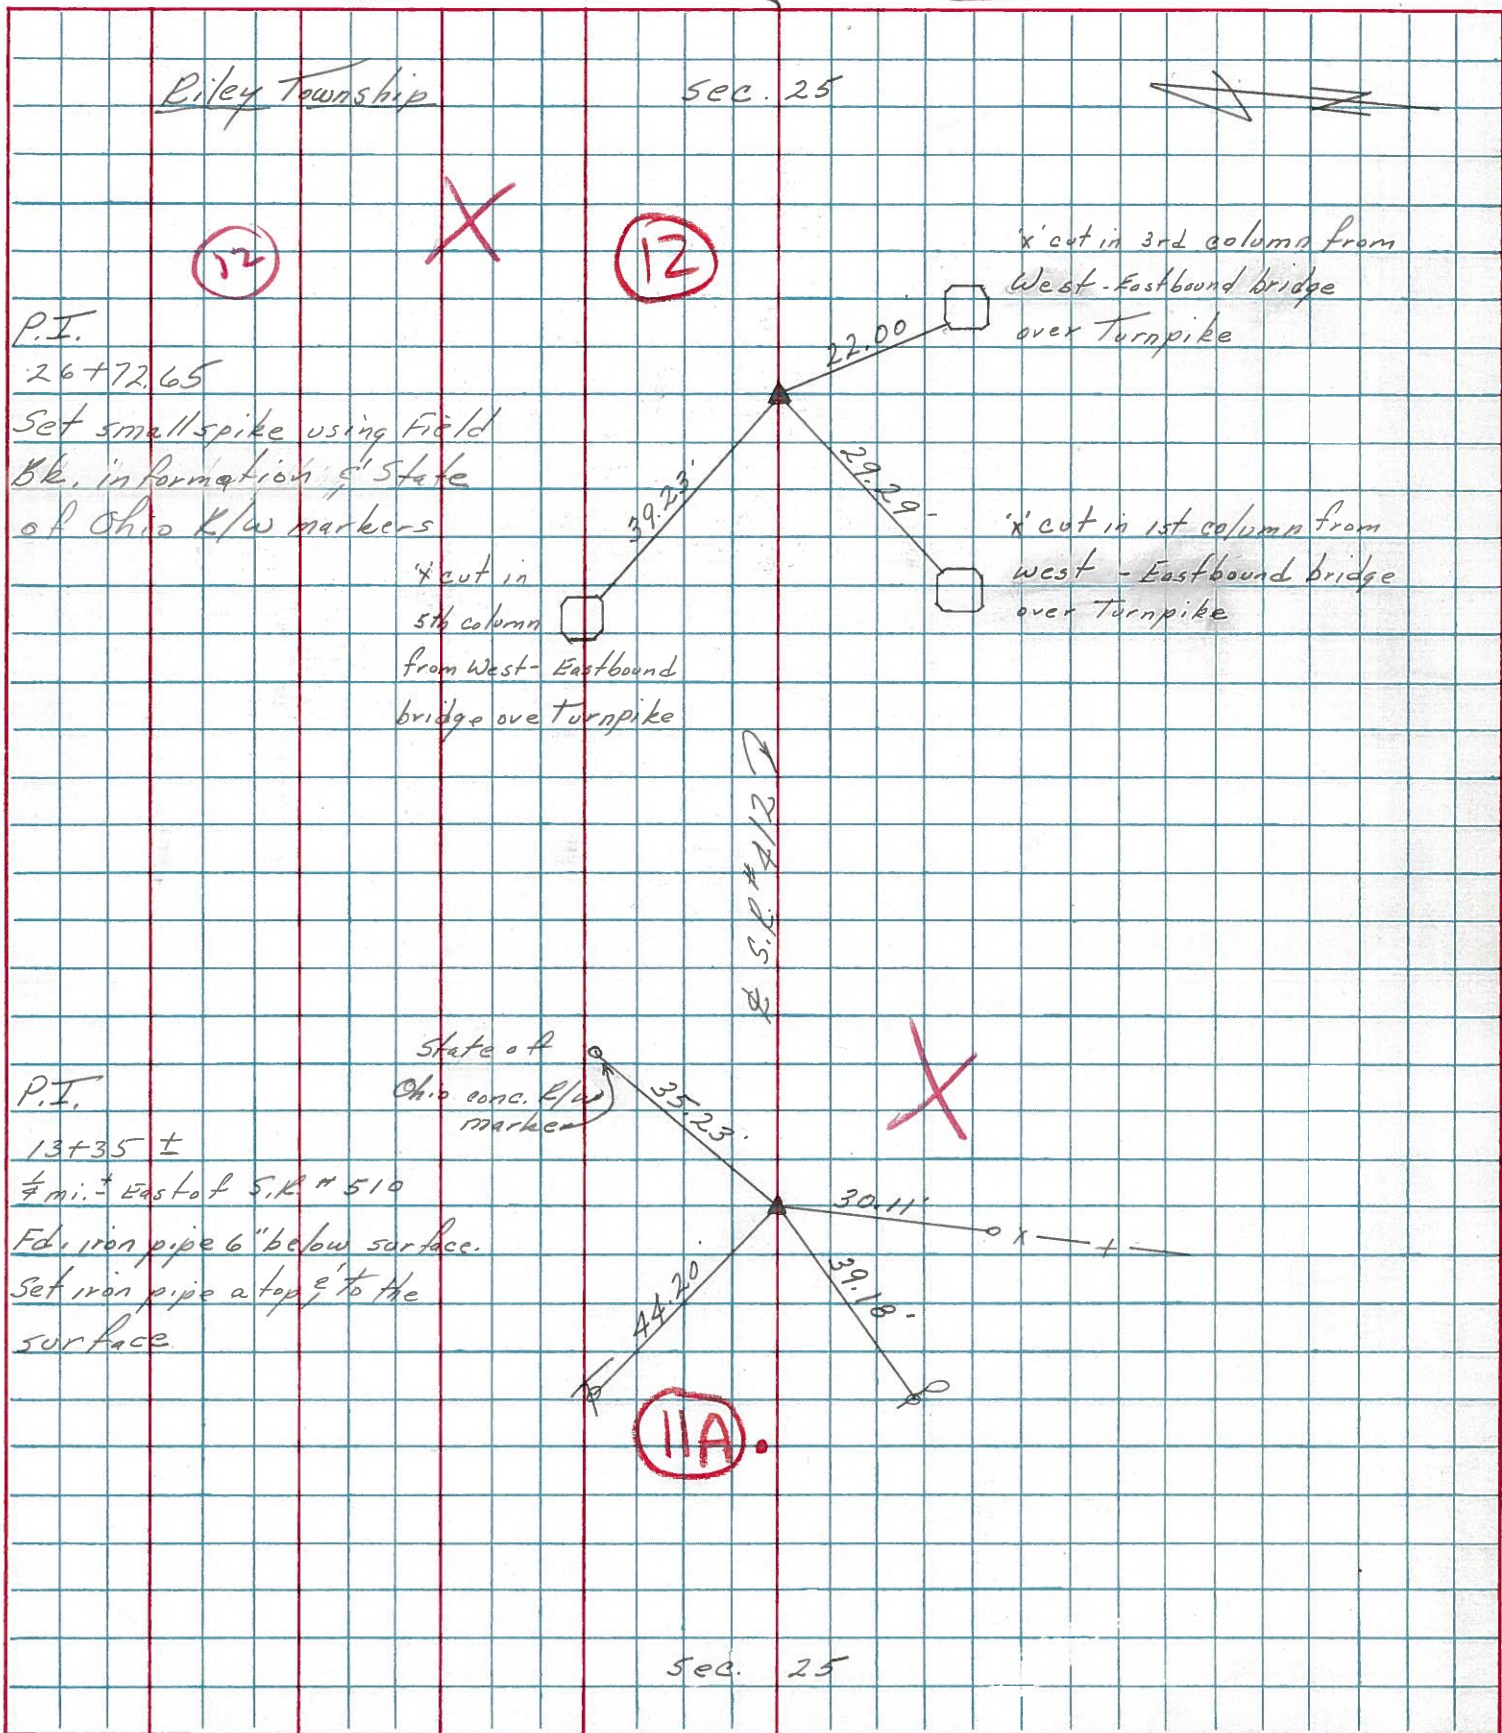 Riley Township
Sec. 25
N
12
12
'x' cut in 3rd column from
West - Eastbound bridge
over Turnpike
22.00'
P.I.
26+72.65
Set small spike using Field
Bk. information & State
of Ohio R/W markers
39.23'
29.29'
'x' cut in
5th column
from West - Eastbound
bridge ove Turnpike
'x' cut in 1st column from
west - Eastbound bridge
over Turnpike
℄ S.R. #412
State of
Ohio conc. R/W
marker
35.23'
P.I.
13+35 ±
¼ mi. ± East of S.R. # 510
Fd. iron pipe 6" below surface.
Set iron pipe atop & to the
surface
30.11'
44.20'
39.18'
11A.
Sec. 25